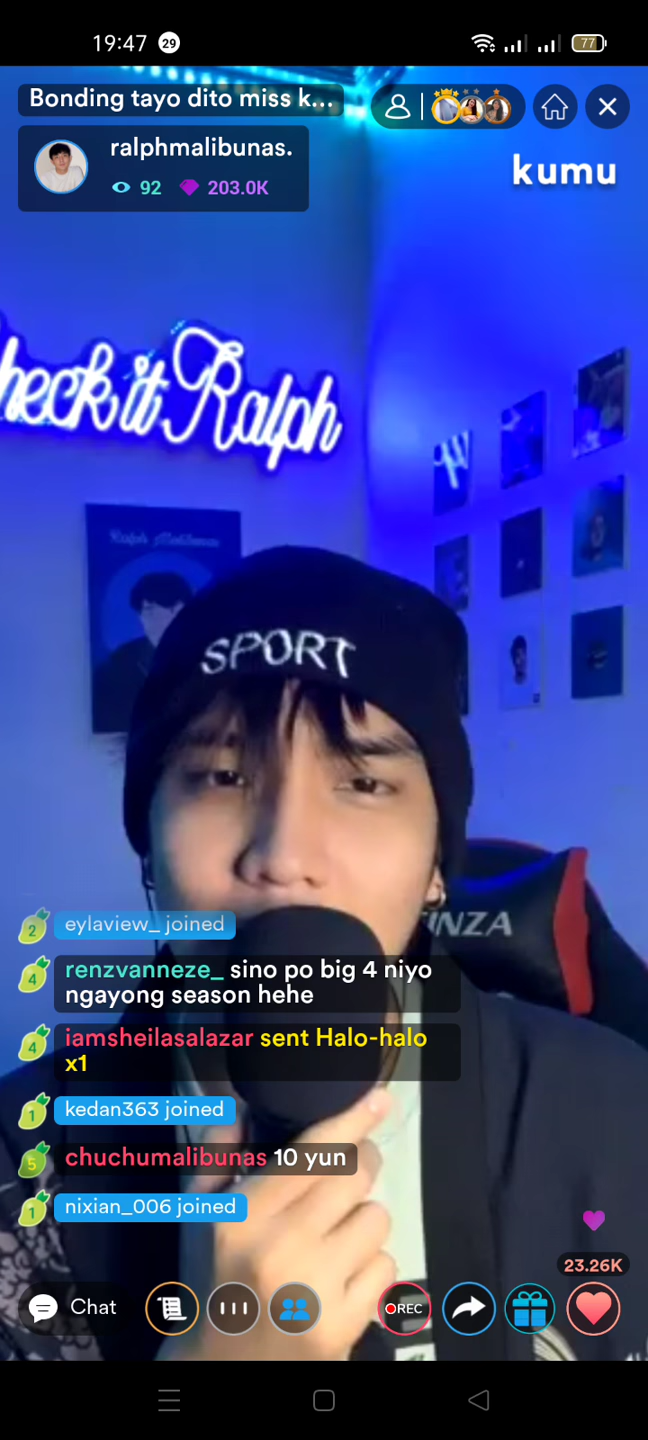 19:47
29
77
Bonding tayo dito miss k...
ralphmalibunas.
92
203.0K
kumu
heck it Ralph
Ralph Malibunas
SPORT
INZA
2
eylaview_ joined
4
renzvanneze_ sino po big 4 niyo
ngayong season hehe
4
iamsheilasalazar sent Halo-halo
x1
1
kedan363 joined
5
chuchumalibunas 10 yun
1
nixian_006 joined
23.26K
Chat
REC